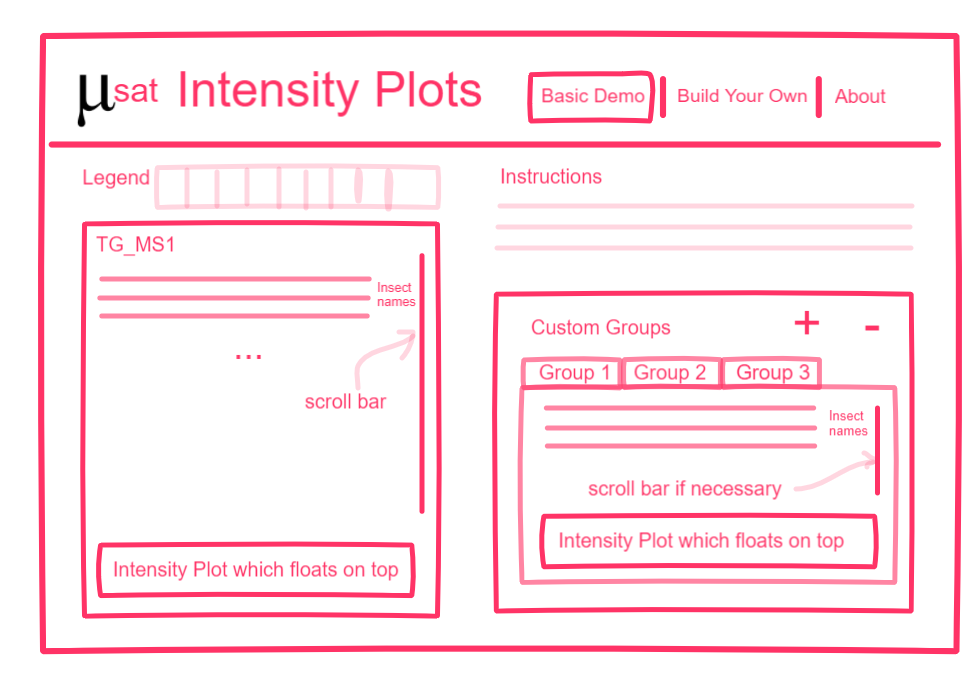 μsat Intensity Plots
Basic Demo
Build Your Own
About
Legend
TG_MS1
Insect
names
...
scroll bar
Intensity Plot which floats on top
Instructions
Custom Groups + -
Group 1
Group 2
Group 3
Insect
names
scroll bar if necessary
Intensity Plot which floats on top